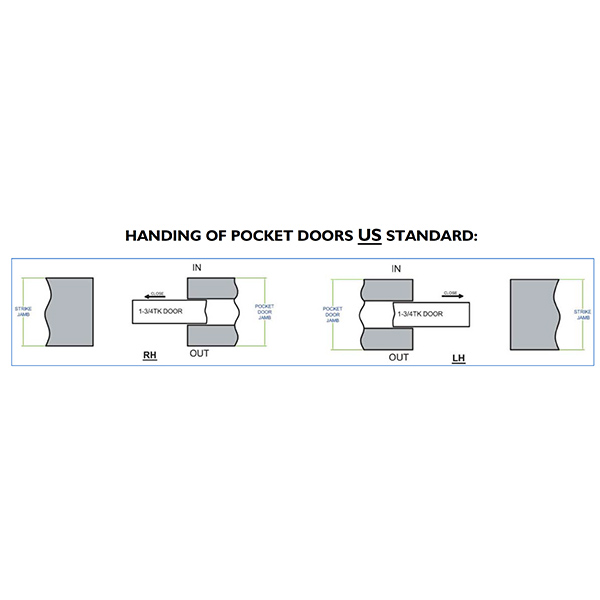 HANDING OF POCKET DOORS US STANDARD:
IN
CLOSE
STRIKE
JAMB
1-3/4TK DOOR
POCKET
DOOR
JAMB
RH
OUT
IN
CLOSE
POCKET
DOOR
JAMB
1-3/4TK DOOR
STRIKE
JAMB
OUT
LH